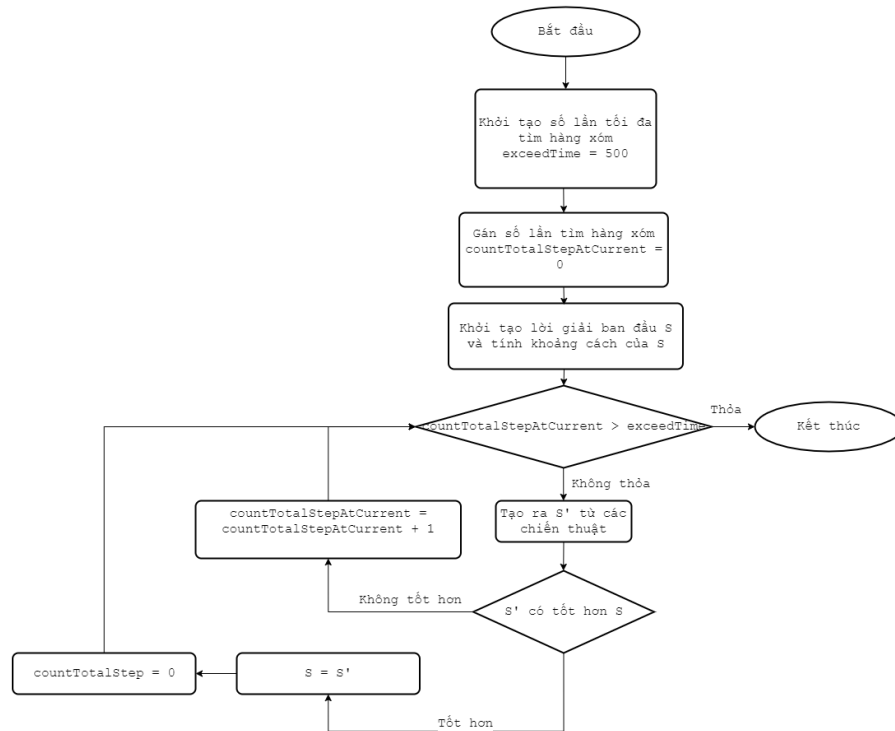 Bắt đầu
Khởi tạo số lần tối đa
tìm hàng xóm
exceedTime = 500
Gán số lần tìm hàng xóm
countTotalStepAtCurrent =
0
Khởi tạo lời giải ban đầu S
và tính khoảng cách của S
countTotalStepAtCurrent > exceedTime
Thỏa
Kết thúc
Không thỏa
countTotalStepAtCurrent =
countTotalStepAtCurrent + 1
Tạo ra S' từ các
chiến thuật
Không tốt hơn
S' có tốt hơn S
countTotalStep = 0
S = S'
Tốt hơn